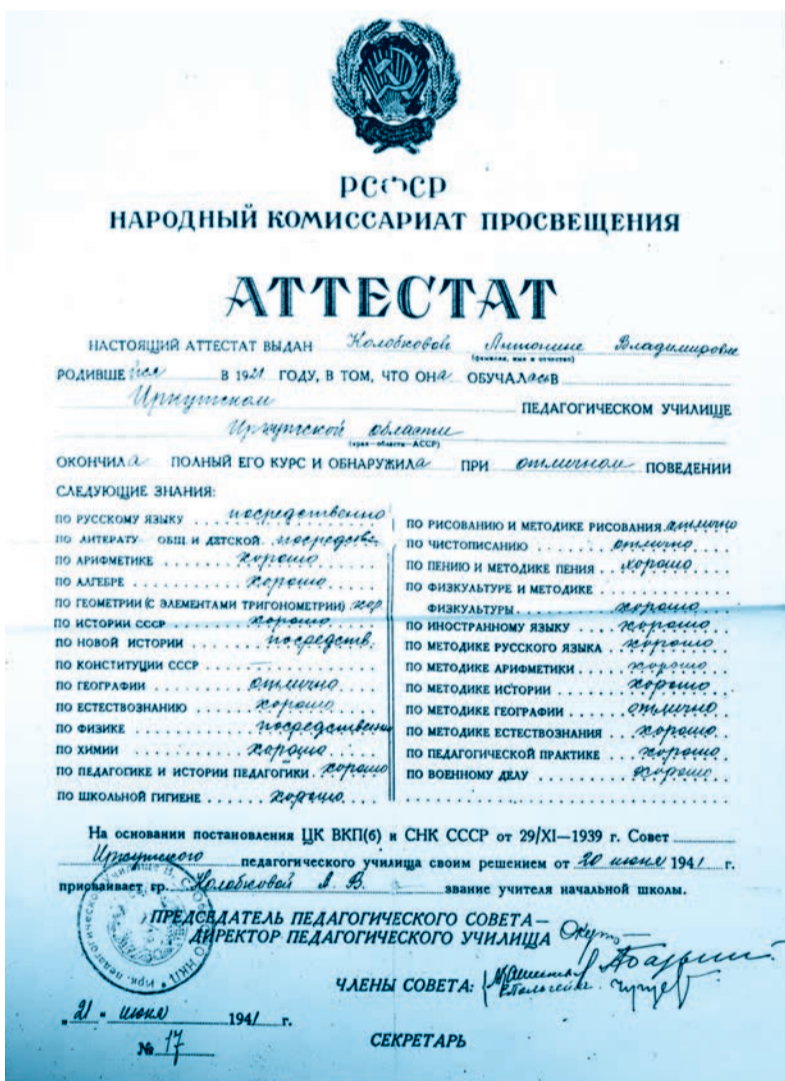 РСФСР
НАРОДНЫЙ КОМИССАРИАТ ПРОСВЕЩЕНИЯ
АТТЕСТАТ
НАСТОЯЩИЙ АТТЕСТАТ ВЫДАН Колобковой Антонине Владимировне
(фамилия, имя и отчество)
РОДИВШЕйся В 1921 ГОДУ, В ТОМ, ЧТО ОНа ОБУЧАЛась В
Иркутском ПЕДАГОГИЧЕСКОМ УЧИЛИЩЕ
Иркутской области
(края—области—АССР)
ОКОНЧИЛа ПОЛНЫЙ ЕГО КУРС И ОБНАРУЖИЛа ПРИ отличном ПОВЕДЕНИИ
СЛЕДУЮЩИЕ ЗНАНИЯ:
ПО РУССКОМУ ЯЗЫКУ посредственно
ПО ЛИТЕРАТУ ОБЩ И ДЕТСКОЙ посредстве.
ПО АРИФМЕТИКЕ хорошо
ПО АЛГЕБРЕ хорошо
ПО ГЕОМЕТРИИ (С ЭЛЕМЕНТАМИ ТРИГОНОМЕТРИИ) хор.
ПО ИСТОРИИ СССР хорошо
ПО НОВОЙ ИСТОРИИ посредств.
ПО КОНСТИТУЦИИ СССР —
ПО ГЕОГРАФИИ отлично
ПО ЕСТЕСТВОЗНАНИЮ хорошо
ПО ФИЗИКЕ посредственно
ПО ХИМИИ хорошо
ПО ПЕДАГОГИКЕ И ИСТОРИИ ПЕДАГОГИКИ хорошо
ПО ШКОЛЬНОЙ ГИГИЕНЕ хорошо
ПО РИСОВАНИЮ И МЕТОДИКЕ РИСОВАНИЯ отлично
ПО ЧИСТОПИСАНИЮ отлично
ПО ПЕНИЮ И МЕТОДИКЕ ПЕНИЯ хорошо
ПО ФИЗКУЛЬТУРЕ И МЕТОДИКЕ
ФИЗКУЛЬТУРЫ хорошо
ПО ИНОСТРАННОМУ ЯЗЫКУ хорошо
ПО МЕТОДИКЕ РУССКОГО ЯЗЫКА хорошо
ПО МЕТОДИКЕ АРИФМЕТИКИ хорошо
ПО МЕТОДИКЕ ИСТОРИИ хорошо
ПО МЕТОДИКЕ ГЕОГРАФИИ отлично
ПО МЕТОДИКЕ ЕСТЕСТВОЗНАНИЯ хорошо
ПО ПЕДАГОГИЧЕСКОЙ ПРАКТИКЕ хорошо
ПО ВОЕННОМУ ДЕЛУ хорошо
На основании постановления ЦК ВКП(б) и СНК СССР от 29/XI—1939 г. Совет
Иркутского педагогического училища своим решением от 20 июня 1941 г.
присваивает гр. Колобковой А. В. звание учителя начальной школы.
ПРЕДСЕДАТЕЛЬ ПЕДАГОГИЧЕСКОГО СОВЕТА—
ДИРЕКТОР ПЕДАГОГИЧЕСКОГО УЧИЛИЩА
ЧЛЕНЫ СОВЕТА:
„21" июня 1941 г.
№ 17
СЕКРЕТАРЬ